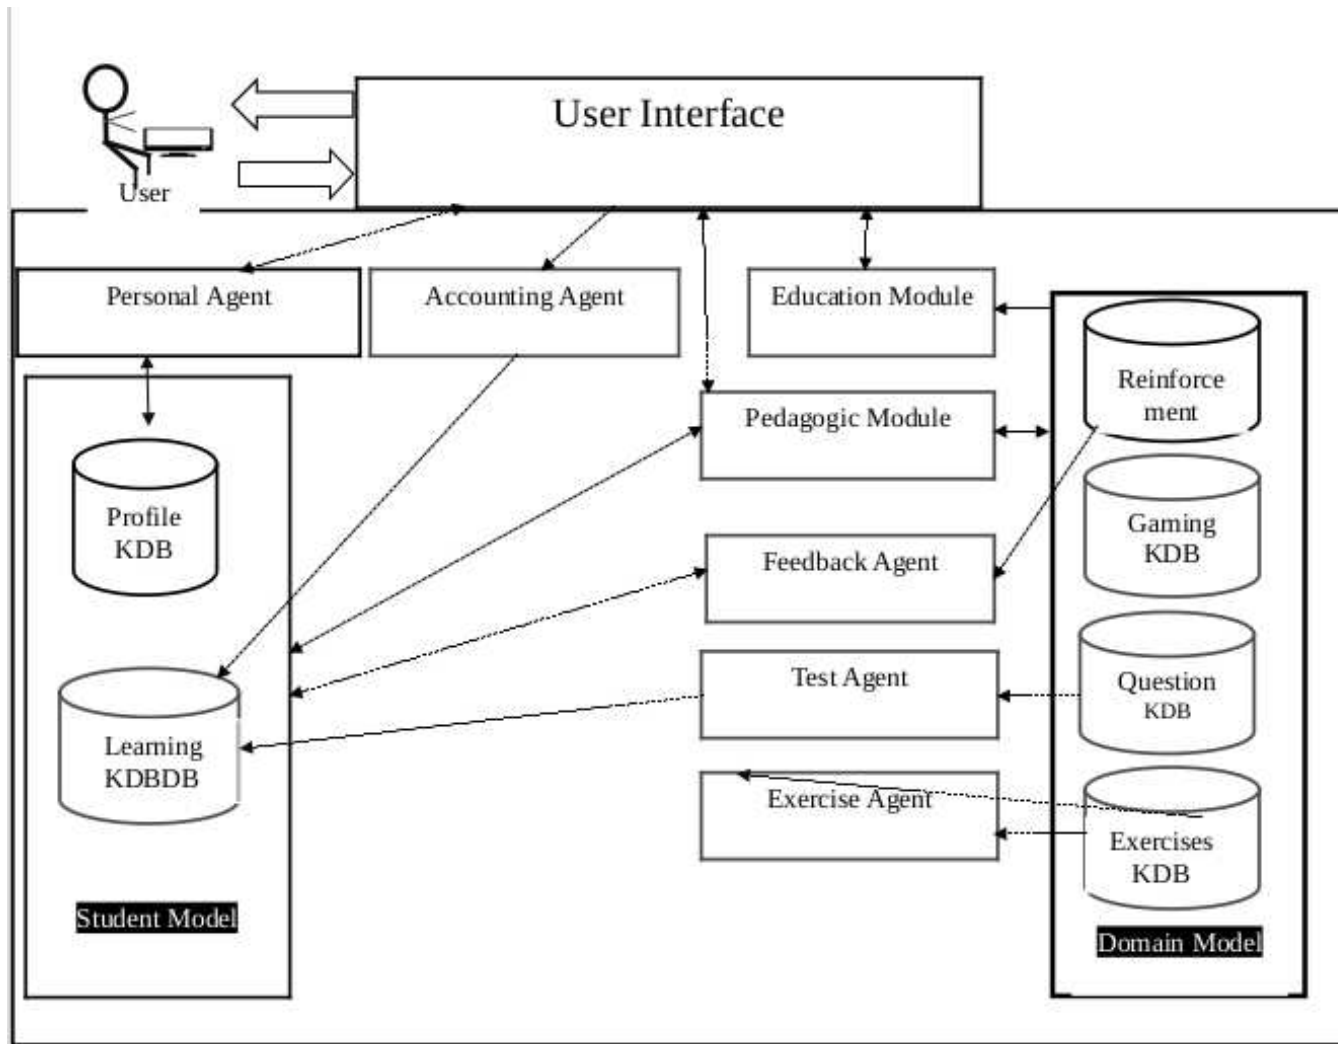 User Interface
User
Personal Agent
Accounting Agent
Education Module
Reinforce
ment
Pedagogic Module
Profile
KDB
Gaming
KDB
Feedback Agent
Test Agent
Question
KDB
Learning
KDBDB
Exercise Agent
Exercises
KDB
Student Model
Domain Model